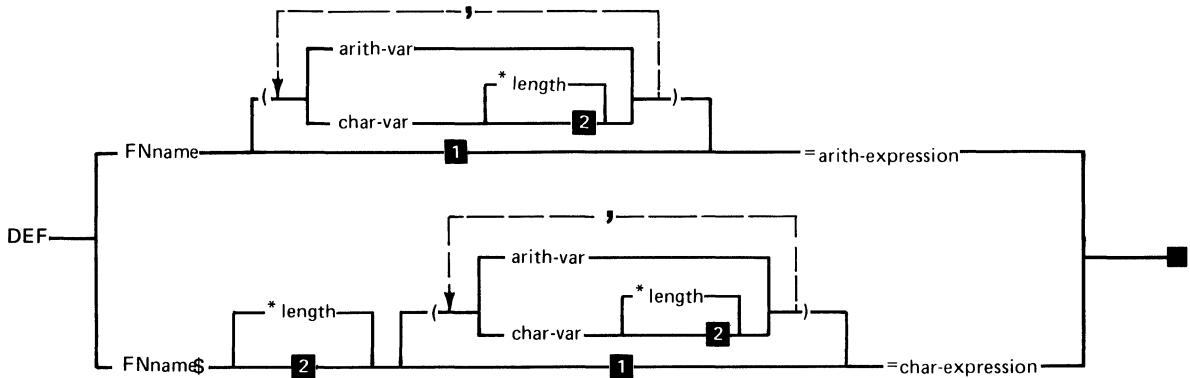 ,
arith-var
* length
(
)
char-var
2
FNname
1
=arith-expression
,
DEF
arith-var
* length
* length
(
)
char-var
2
FNname$
2
1
=char-expression